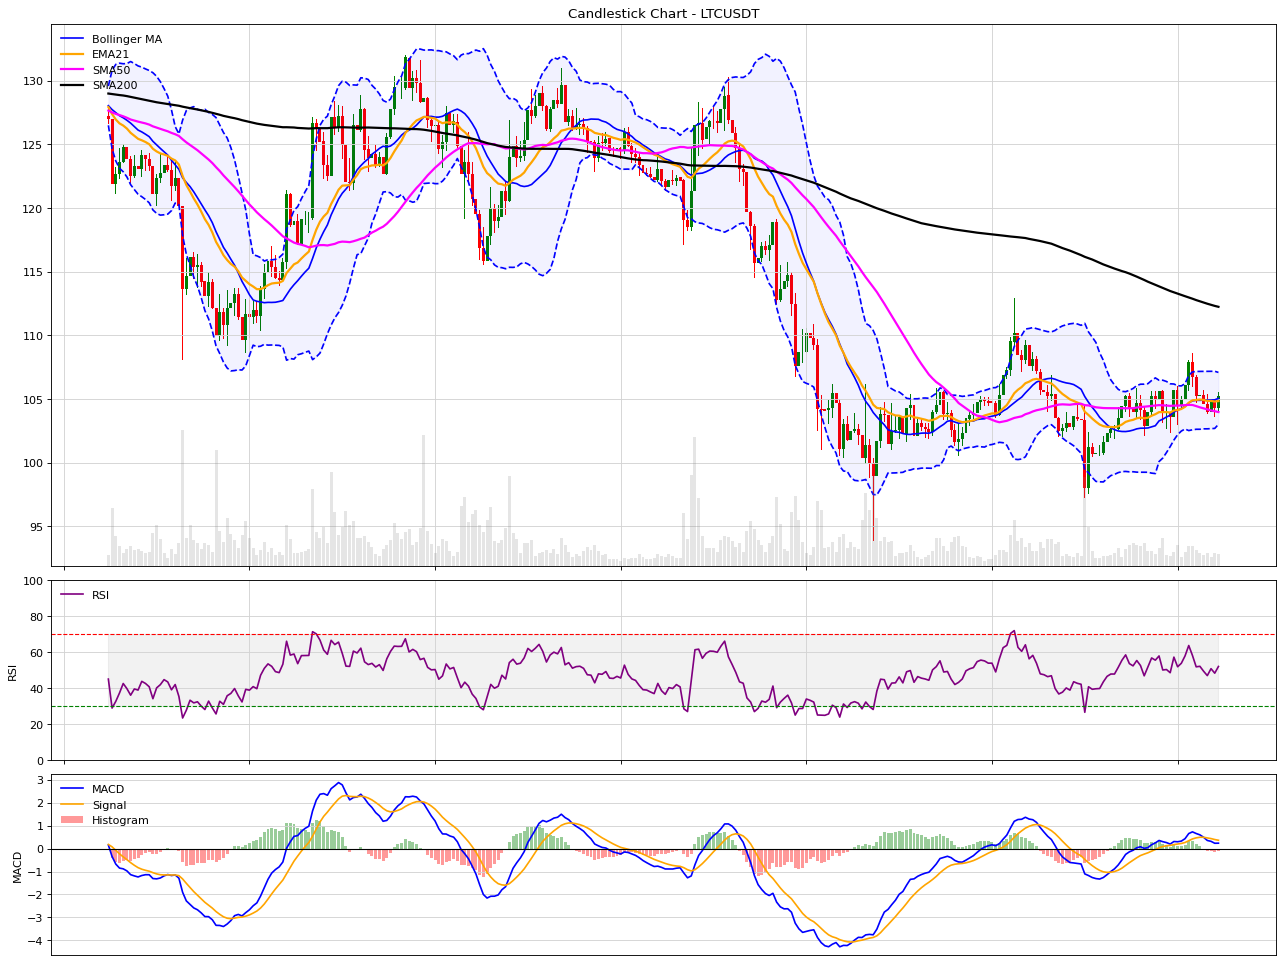 Candlestick Chart - LTCUSDT
Bollinger MA
EMA21
SMA50
SMA200
130
125
120
115
110
105
100
95
RSI
100
80
60
40
20
0
RSI
MACD
Signal
Histogram
3
2
1
0
−1
−2
−3
−4
MACD